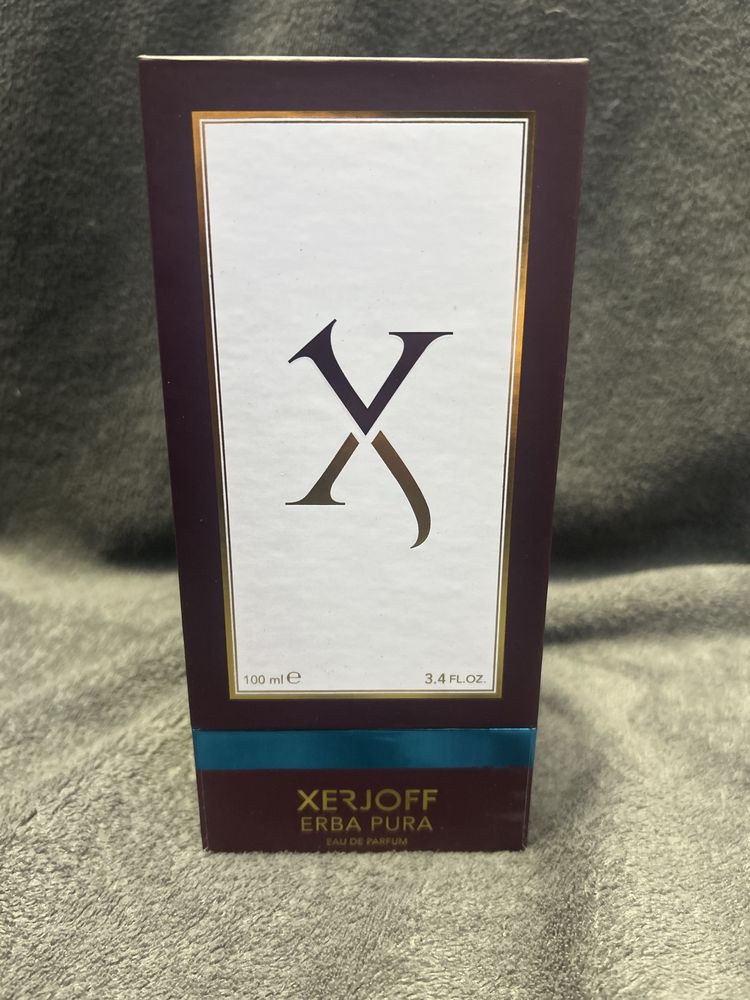 X
100 ml ℮
3.4 FL.OZ.
XERJOFF
ERBA PURA
EAU DE PARFUM